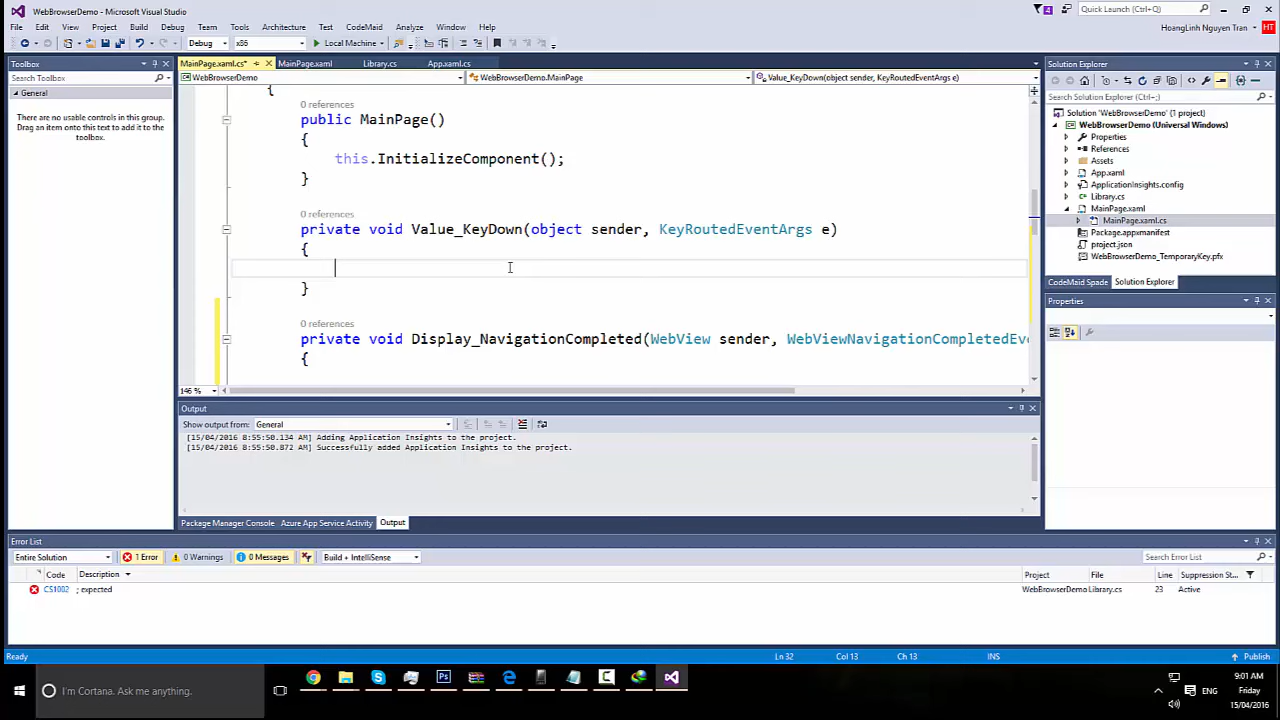 WebBrowserDemo - Microsoft Visual Studio
4
Quick Launch (Ctrl+Q)
File Edit View Project Build Debug Team Tools Architecture Test CodeMaid Analyze Window Help
HoangLinh Nguyen Tran HT
Debug x86 Local Machine
Toolbox
MainPage.xaml.cs* MainPage.xaml Library.cs App.xaml.cs
Solution Explorer
Search Toolbox
WebBrowserDemo WebBrowserDemo.MainPage Value_KeyDown(object sender, KeyRoutedEventArgs e)
General
There are no usable controls in this group.
Drag an item onto this text to add it to the
toolbox.
{
0 references
public MainPage()
{
this.InitializeComponent();
}
0 references
private void Value_KeyDown(object sender, KeyRoutedEventArgs e)
{
}
0 references
private void Display_NavigationCompleted(WebView sender, WebViewNavigationCompletedEv
{
146 %
Search Solution Explorer (Ctrl+;)
Solution 'WebBrowserDemo' (1 project)
WebBrowserDemo (Universal Windows)
Properties
References
Assets
App.xaml
ApplicationInsights.config
Library.cs
MainPage.xaml
MainPage.xaml.cs
Package.appxmanifest
project.json
WebBrowserDemo_TemporaryKey.pfx
CodeMaid Spade Solution Explorer
Properties
Output
Show output from: General
[15/04/2016 8:55:50.134 AM] Adding Application Insights to the project.
[15/04/2016 8:55:50.872 AM] Successfully added Application Insights to the project.
Package Manager Console Azure App Service Activity Output
Error List
Entire Solution 1 Error 0 Warnings 0 Messages Build + IntelliSense Search Error List
Code Description Project File Line Suppression St...
CS1002 ; expected WebBrowserDemo Library.cs 23 Active
Ready Ln 32 Col 13 Ch 13 INS Publish
I'm Cortana. Ask me anything.
Ps
ENG
9:01 AM
Friday
15/04/2016